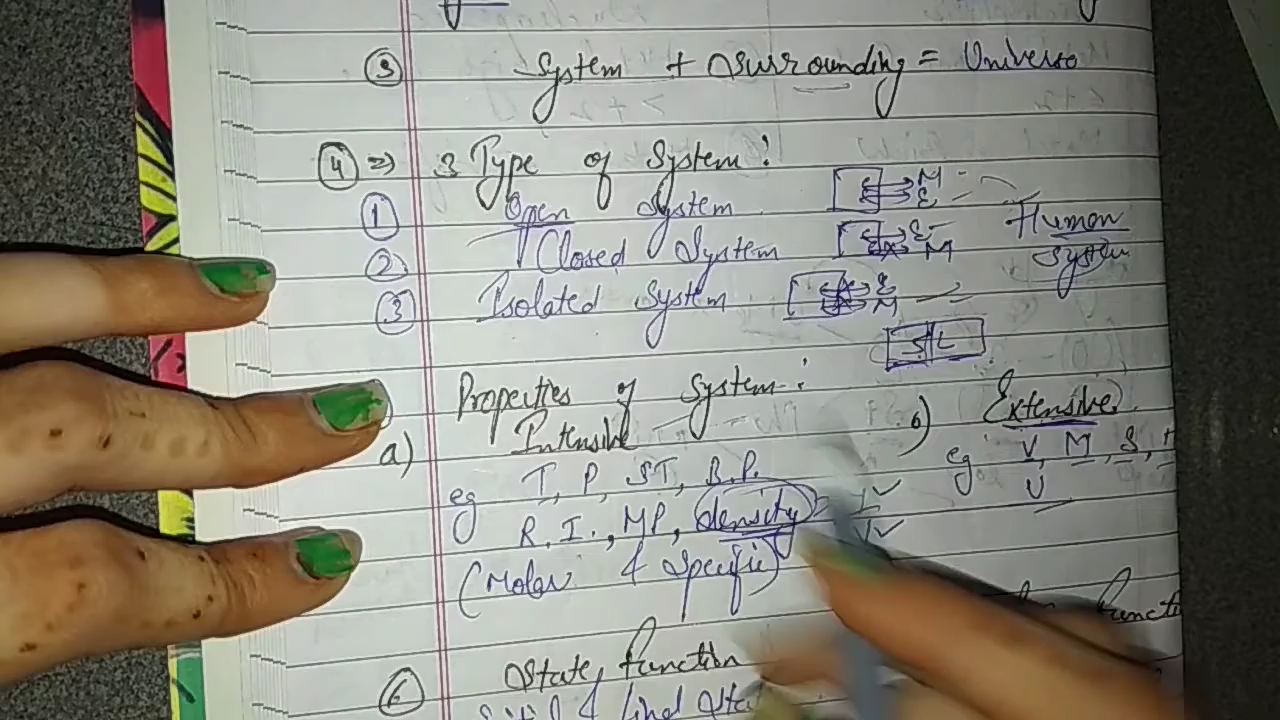 ③ System + Surrounding = Universe
④ ⇒ 3 Type of System :
① Open System M E
② Closed System E M Human System
③ Isolated System E M
S L
Properties of System :
a) Intensive b) Extensive
eg T, P, ST, B.P. eg V, M, S, H
R.I., MP, density U
(Molar & Specific)
⑥ State function function